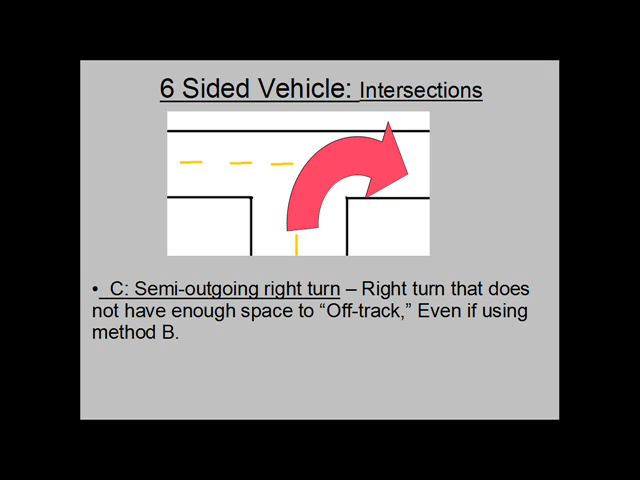 6 Sided Vehicle: Intersections
• C: Semi-outgoing right turn – Right turn that does
not have enough space to “Off-track,” Even if using
method B.